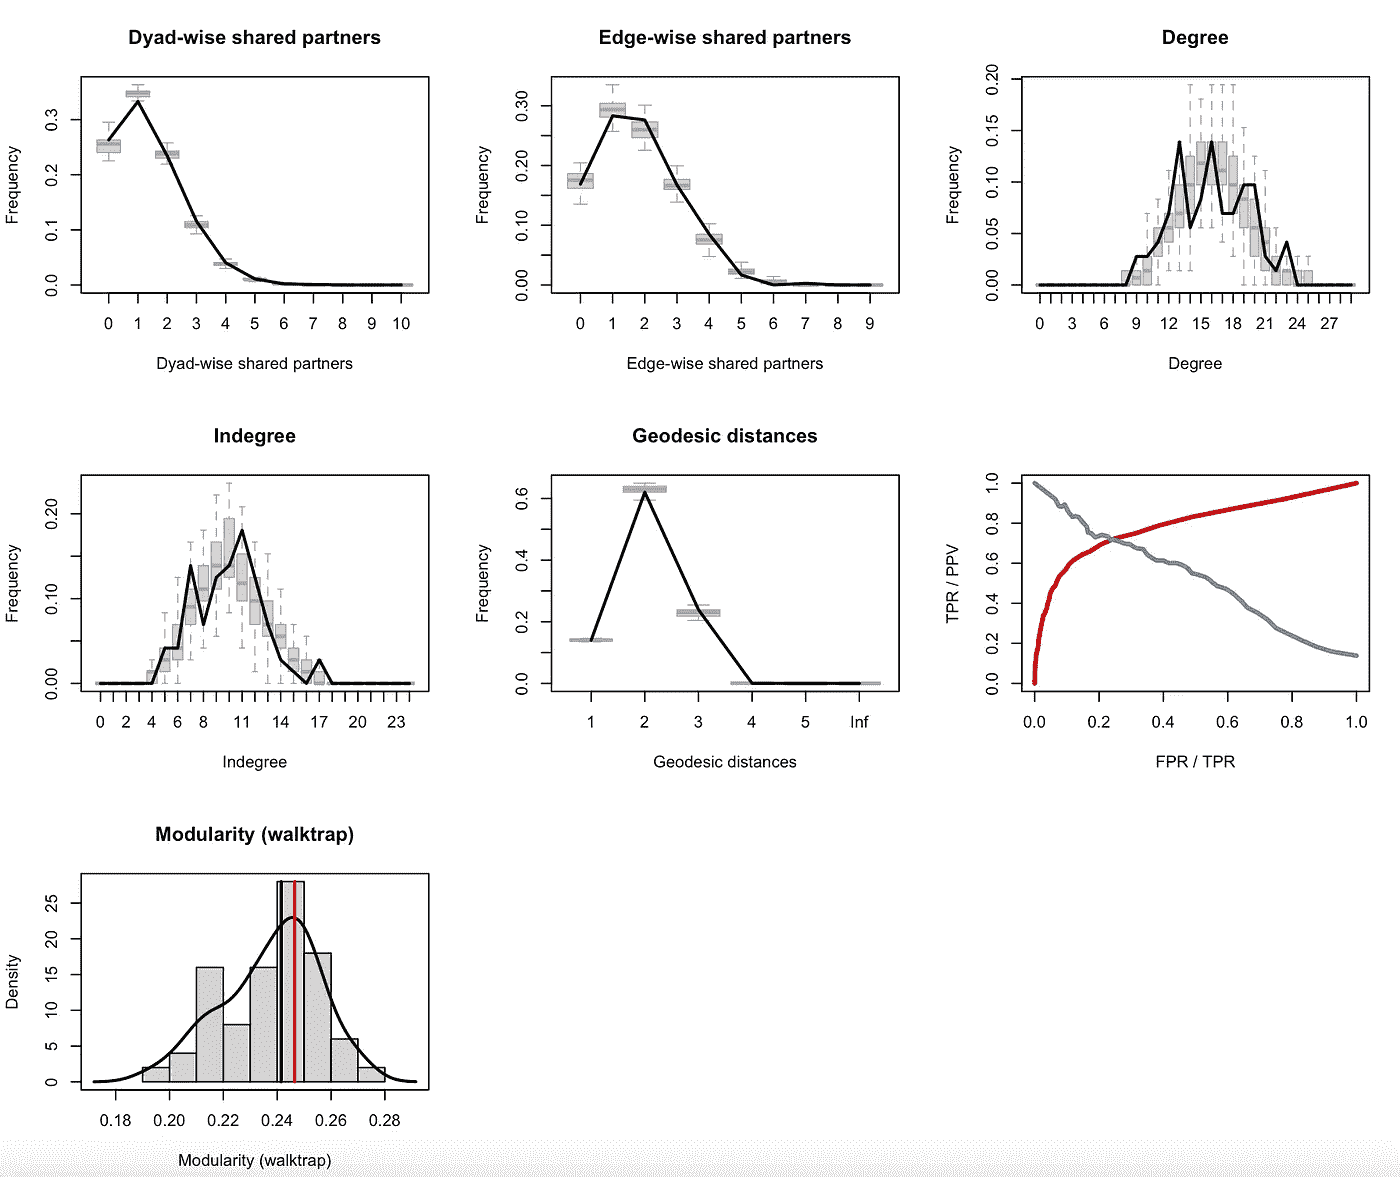 Dyad-wise shared partners
Frequency
0.0 0.1 0.2 0.3
0 1 2 3 4 5 6 7 8 9 10
Dyad-wise shared partners
Edge-wise shared partners
Frequency
0.00 0.10 0.20 0.30
0 1 2 3 4 5 6 7 8 9
Edge-wise shared partners
Degree
Frequency
0.00 0.05 0.10 0.15 0.20
0 3 6 9 12 15 18 21 24 27
Degree
Indegree
Frequency
0.00 0.10 0.20
0 2 4 6 8 11 14 17 20 23
Indegree
Geodesic distances
Frequency
0.0 0.2 0.4 0.6
1 2 3 4 5 Inf
Geodesic distances
TPR / PPV
0.0 0.2 0.4 0.6 0.8 1.0
0.0 0.2 0.4 0.6 0.8 1.0
FPR / TPR
Modularity (walktrap)
Density
0 5 10 15 20 25
0.18 0.20 0.22 0.24 0.26 0.28
Modularity (walktrap)